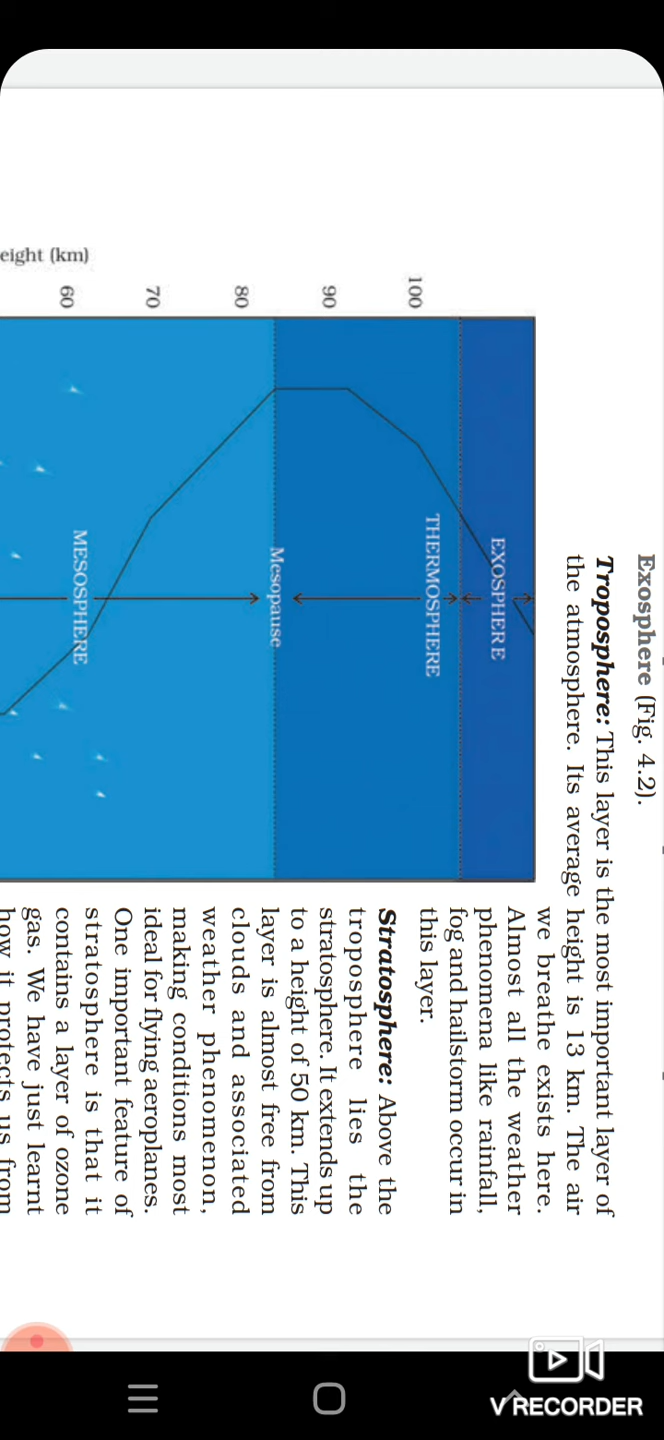 Exosphere (Fig. 4.2).
Troposphere: This layer is the most important layer of
the atmosphere. Its average height is 13 km. The air
we breathe exists here.
Almost all the weather
phenomena like rainfall,
fog and hailstorm occur in
this layer.
Stratosphere: Above the
troposphere lies the
stratosphere. It extends up
to a height of 50 km. This
layer is almost free from
clouds and associated
weather phenomenon,
making conditions most
ideal for flying aeroplanes.
One important feature of
stratosphere is that it
contains a layer of ozone
gas. We have just learnt
how it protects us from
EXOSPHERE
100
THERMOSPHERE
90
Mesopause
80
70
60
MESOSPHERE
eight (km)
V RECORDER